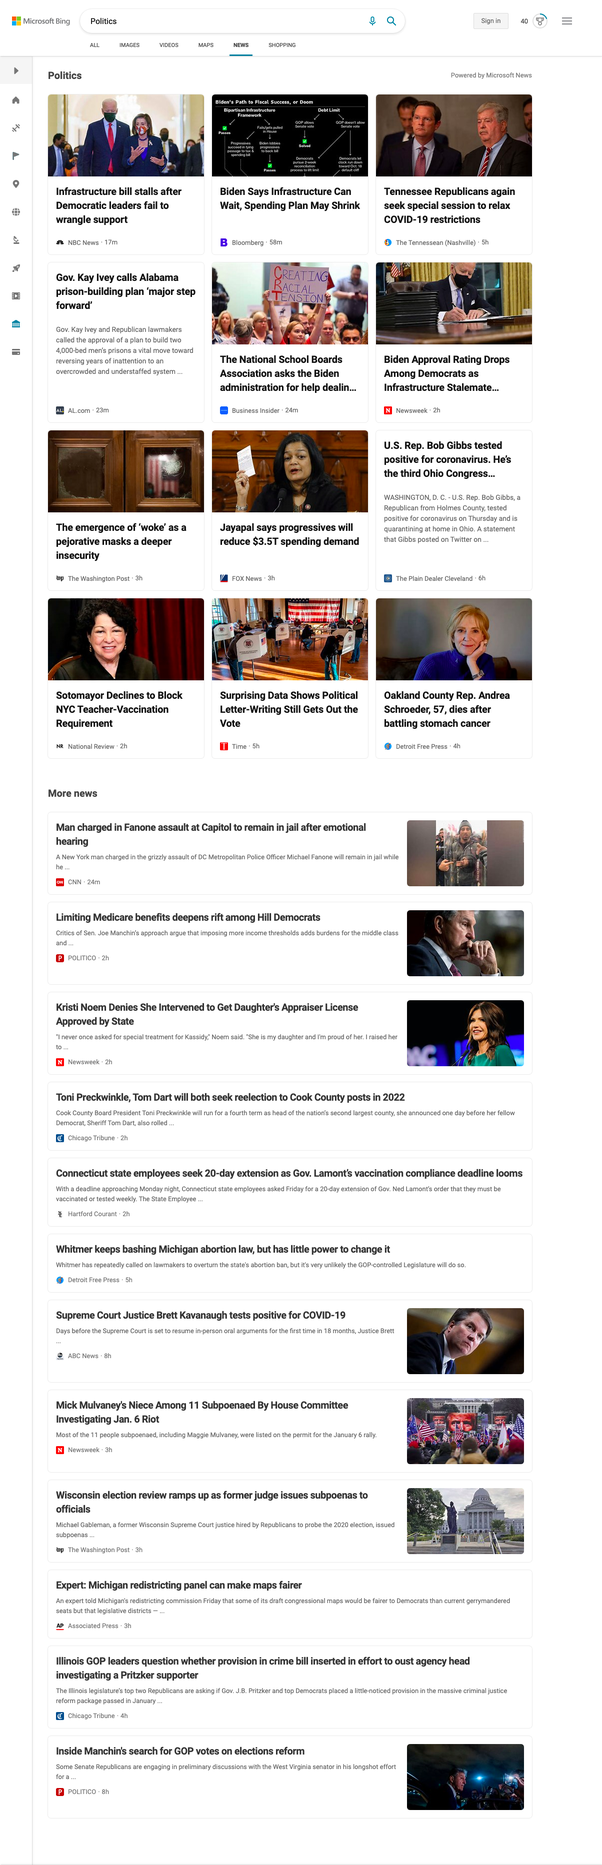 Microsoft Bing
Politics
Sign in
40
ALL
IMAGES
VIDEOS
MAPS
NEWS
SHOPPING
Politics
Powered by Microsoft News
Infrastructure bill stalls after
Democratic leaders fail to
wrangle support
NBC News · 17m
Biden's Path to Fiscal Success, or Doom
Bipartisan Infrastructure
Framework
Debt Limit
Biden Says Infrastructure Can
Wait, Spending Plan May Shrink
Bloomberg · 58m
Tennessee Republicans again
seek special session to relax
COVID-19 restrictions
The Tennessean (Nashville) · 5h
Gov. Kay Ivey calls Alabama
prison-building plan ‘major step
forward’
Gov. Kay Ivey and Republican lawmakers
called the approval of a plan to build two
4,000-bed men's prisons a vital move toward
reversing years of inattention to an
overcrowded and understaffed system ...
AL.com · 23m
CREATING
RACIAL
TENSION
The National School Boards
Association asks the Biden
administration for help dealin...
Business Insider · 24m
Biden Approval Rating Drops
Among Democrats as
Infrastructure Stalemate...
Newsweek · 2h
The emergence of ‘woke’ as a
pejorative masks a deeper
insecurity
The Washington Post · 3h
Jayapal says progressives will
reduce $3.5T spending demand
FOX News · 3h
U.S. Rep. Bob Gibbs tested
positive for coronavirus. He’s
the third Ohio Congress...
WASHINGTON, D. C. - U.S. Rep. Bob Gibbs, a
Republican from Holmes County, tested
positive for coronavirus on Thursday and is
quarantining at home in Ohio. A statement
that Gibbs posted on Twitter on ...
The Plain Dealer Cleveland · 6h
Sotomayor Declines to Block
NYC Teacher-Vaccination
Requirement
National Review · 2h
Surprising Data Shows Political
Letter-Writing Still Gets Out the
Vote
Time · 5h
Oakland County Rep. Andrea
Schroeder, 57, dies after
battling stomach cancer
Detroit Free Press · 4h
More news
Man charged in Fanone assault at Capitol to remain in jail after emotional
hearing
A New York man charged in the grizzly assault of DC Metropolitan Police Officer Michael Fanone will remain in jail while
he ...
CNN · 24m
Limiting Medicare benefits deepens rift among Hill Democrats
Critics of Sen. Joe Manchin's approach argue that imposing more income thresholds adds burdens for the middle class
and ...
POLITICO · 2h
Kristi Noem Denies She Intervened to Get Daughter's Appraiser License
Approved by State
"I never once asked for special treatment for Kassidy," Noem said. "She is my daughter and I'm proud of her. I raised her
to ...
Newsweek · 2h
Toni Preckwinkle, Tom Dart will both seek reelection to Cook County posts in 2022
Cook County Board President Toni Preckwinkle will run for a fourth term as head of the nation's second largest county, she announced one day before her fellow
Democrat, Sheriff Tom Dart, also rolled ...
Chicago Tribune · 2h
Connecticut state employees seek 20-day extension as Gov. Lamont’s vaccination compliance deadline looms
With a deadline approaching Monday night, Connecticut state employees asked Friday for a 20-day extension of Gov. Ned Lamont's order that they must be
vaccinated or tested weekly. The State Employee ...
Hartford Courant · 2h
Whitmer keeps bashing Michigan abortion law, but has little power to change it
Whitmer has repeatedly called on lawmakers to overturn the state's abortion ban, but it's very unlikely the GOP-controlled Legislature will do so.
Detroit Free Press · 5h
Supreme Court Justice Brett Kavanaugh tests positive for COVID-19
Days before the Supreme Court is set to resume in-person oral arguments for the first time in 18 months, Justice Brett
...
ABC News · 8h
Mick Mulvaney's Niece Among 11 Subpoenaed By House Committee
Investigating Jan. 6 Riot
Most of the 11 people subpoenaed, including Maggie Mulvaney, were listed on the permit for the January 6 rally.
Newsweek · 3h
Wisconsin election review ramps up as former judge issues subpoenas to
officials
Michael Gableman, a former Wisconsin Supreme Court justice hired by Republicans to probe the 2020 election, issued
subpoenas ...
The Washington Post · 3h
Expert: Michigan redistricting panel can make maps fairer
An expert told Michigan's redistricting commission Friday that some of its draft congressional maps would be fairer to Democrats than current gerrymandered
seats but that legislative districts — ...
Associated Press · 3h
Illinois GOP leaders question whether provision in crime bill inserted in effort to oust agency head
investigating a Pritzker supporter
The Illinois legislature's top two Republicans are asking if Gov. J.B. Pritzker and top Democrats placed a little-noticed provision in the massive criminal justice
reform package passed in January ...
Chicago Tribune · 4h
Inside Manchin's search for GOP votes on elections reform
Some Senate Republicans are engaging in preliminary discussions with the West Virginia senator in his longshot effort
for a ...
POLITICO · 8h